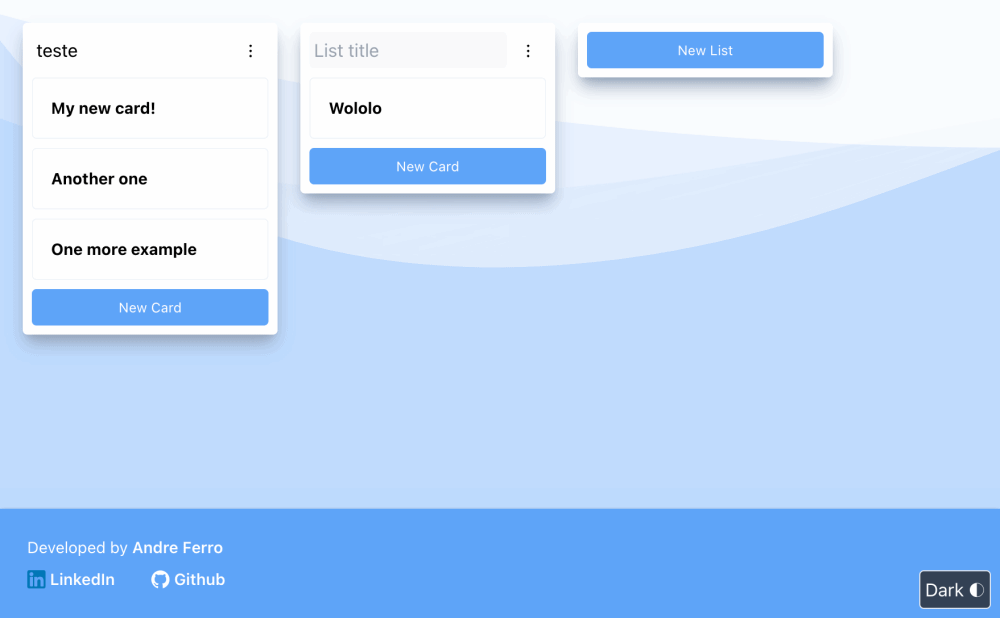 teste
My new card!
Another one
One more example
New Card
List title
Wololo
New Card
New List
Developed by Andre Ferro
LinkedIn Github
Dark